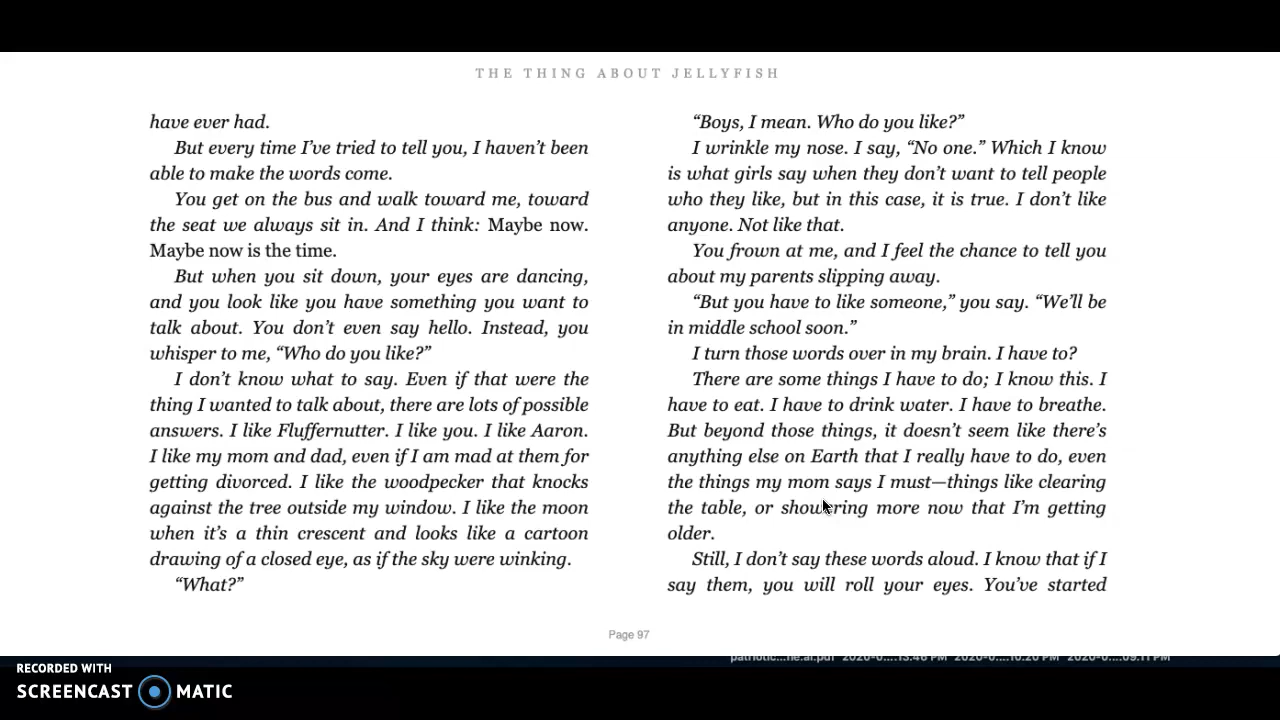 THE THING ABOUT JELLYFISH
have ever had.
But every time I’ve tried to tell you, I haven’t been
able to make the words come.
You get on the bus and walk toward me, toward
the seat we always sit in. And I think: Maybe now.
Maybe now is the time.
But when you sit down, your eyes are dancing,
and you look like you have something you want to
talk about. You don’t even say hello. Instead, you
whisper to me, “Who do you like?”
I don’t know what to say. Even if that were the
thing I wanted to talk about, there are lots of possible
answers. I like Fluffernutter. I like you. I like Aaron.
I like my mom and dad, even if I am mad at them for
getting divorced. I like the woodpecker that knocks
against the tree outside my window. I like the moon
when it’s a thin crescent and looks like a cartoon
drawing of a closed eye, as if the sky were winking.
“What?”
“Boys, I mean. Who do you like?”
I wrinkle my nose. I say, “No one.” Which I know
is what girls say when they don’t want to tell people
who they like, but in this case, it is true. I don’t like
anyone. Not like that.
You frown at me, and I feel the chance to tell you
about my parents slipping away.
“But you have to like someone,” you say. “We’ll be
in middle school soon.”
I turn those words over in my brain. I have to?
There are some things I have to do; I know this. I
have to eat. I have to drink water. I have to breathe.
But beyond those things, it doesn’t seem like there’s
anything else on Earth that I really have to do, even
the things my mom says I must—things like clearing
the table, or showering more now that I’m getting
older.
Still, I don’t say these words aloud. I know that if I
say them, you will roll your eyes. You’ve started
Page 97
RECORDED WITH
SCREENCAST MATIC